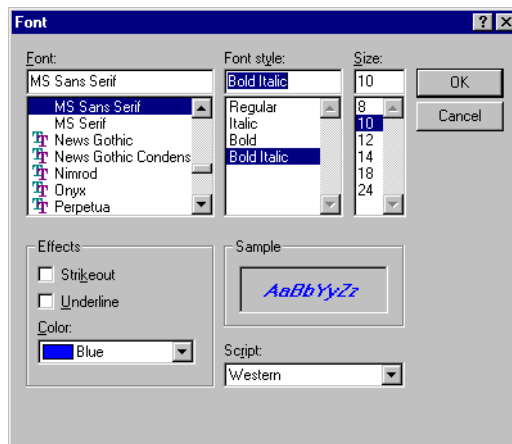 Font
Font:
MS Sans Serif
MS Sans Serif
MS Serif
News Gothic
News Gothic Condens
Nimrod
Onyx
Perpetua
Font style:
Bold Italic
Regular
Italic
Bold
Bold Italic
Size:
10
8
10
12
14
18
24
OK
Cancel
Effects
Strikeout
Underline
Color:
Blue
Sample
AaBbYyZz
Script:
Western